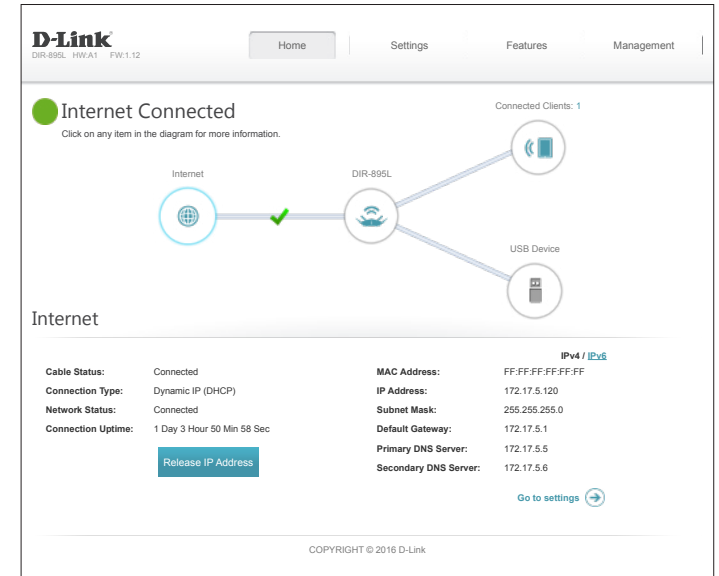 D-Link
DIR-895L HW:A1 FW:1.12
Home
Settings
Features
Management
Internet Connected
Click on any item in the diagram for more information.
Connected Clients: 1
Internet
DIR-895L
USB Device
Internet
IPv4 / IPv6
Cable Status: Connected
Connection Type: Dynamic IP (DHCP)
Network Status: Connected
Connection Uptime: 1 Day 3 Hour 50 Min 58 Sec
Release IP Address
MAC Address: FF:FF:FF:FF:FF:FF
IP Address: 172.17.5.120
Subnet Mask: 255.255.255.0
Default Gateway: 172.17.5.1
Primary DNS Server: 172.17.5.5
Secondary DNS Server: 172.17.5.6
Go to settings
COPYRIGHT © 2016 D-Link